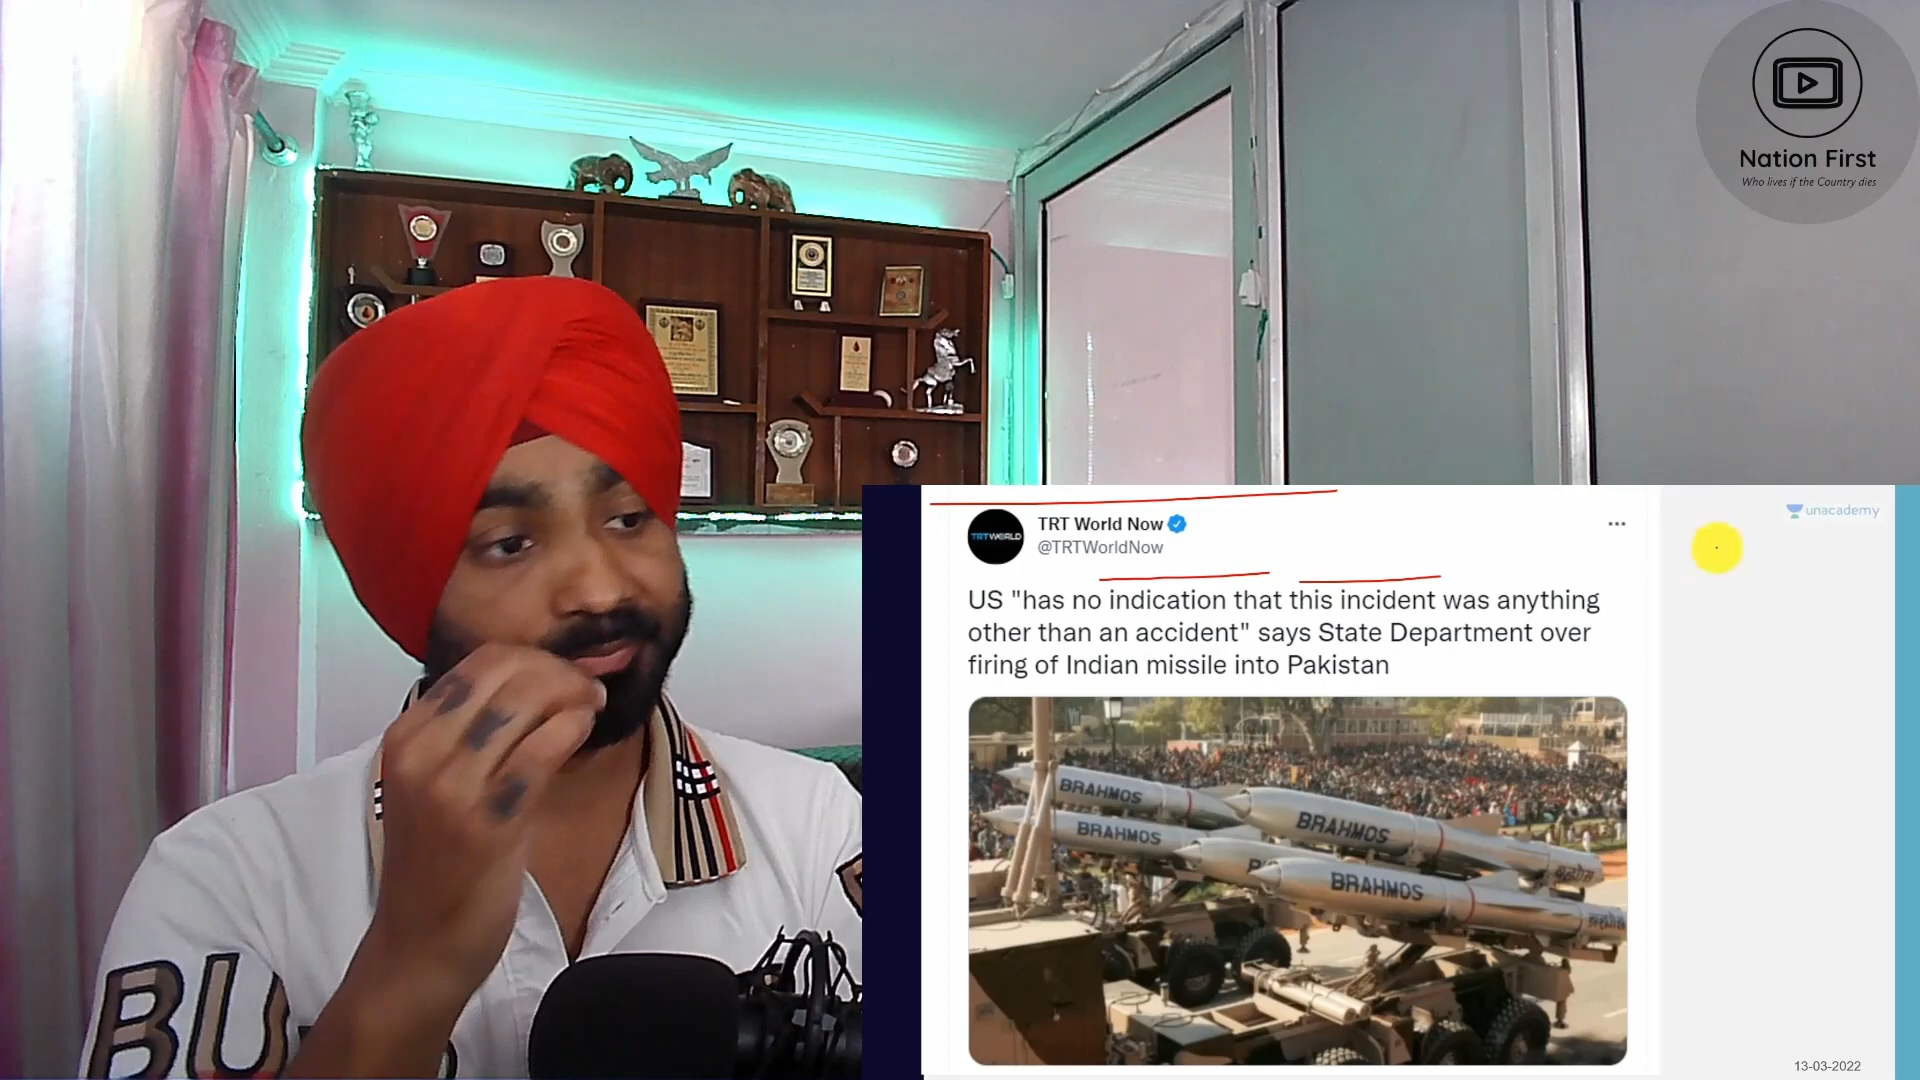 Nation First
Who lives if the Country dies
unacademy
TRT World Now
TRTWORLD
@TRTWorldNow
US "has no indication that this incident was anything
other than an accident" says State Department over
firing of Indian missile into Pakistan
BRAHMOS
BRAHMOS
BRAHMOS
BRAHMOS
BU
13-03-2022